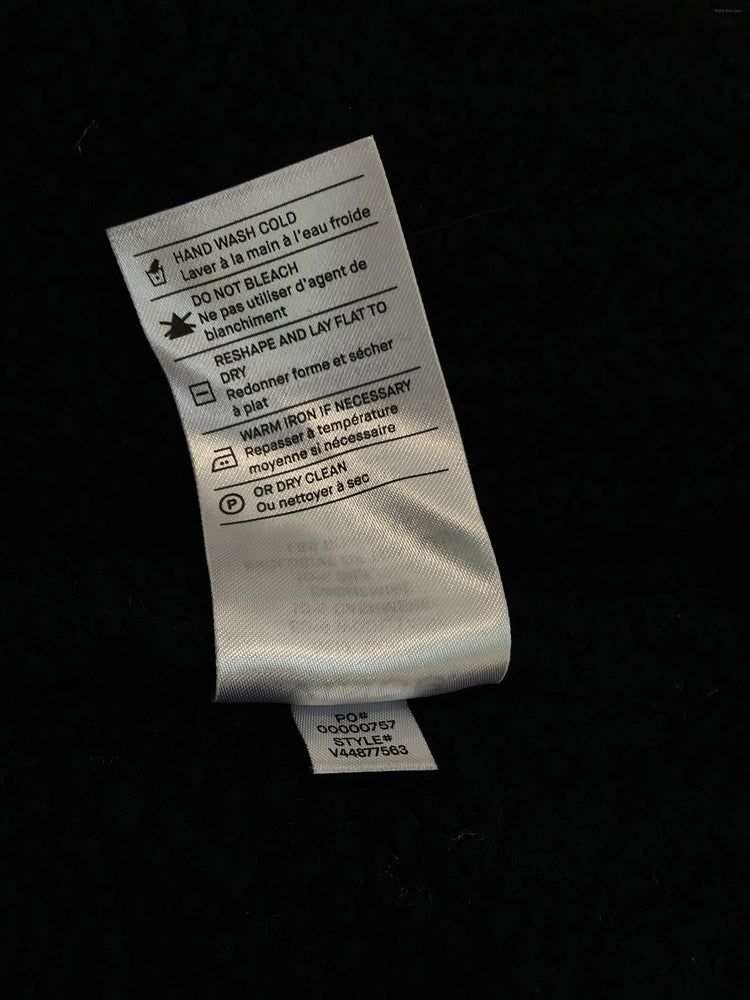 HAND WASH COLD
Laver à la main à l'eau froide
DO NOT BLEACH
Ne pas utiliser d'agent de
blanchiment
RESHAPE AND LAY FLAT TO
DRY
Redonner forme et sécher
à plat
WARM IRON IF NECESSARY
Repasser à température
moyenne si nécessaire
P
OR DRY CLEAN
Ou nettoyer à sec
PO#
00000757
STYLE#
V44877563